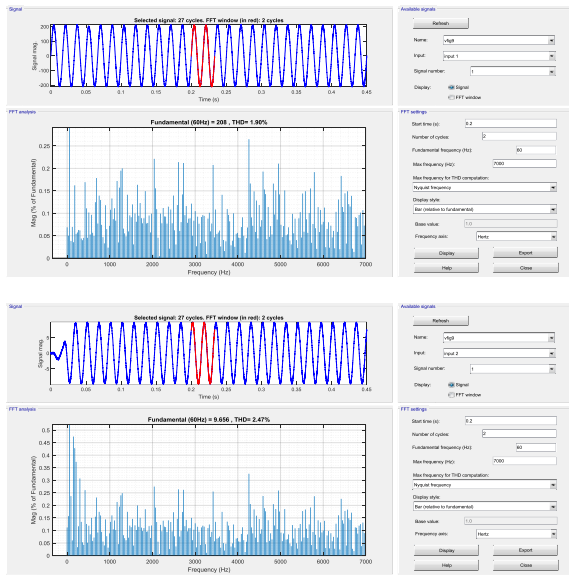 Signal
Selected signal: 27 cycles. FFT window (in red): 2 cycles
Signal mag.
200
100
0
-100
-200
0 0.05 0.1 0.15 0.2 0.25 0.3 0.35 0.4 0.45
Time (s)
Available signals
Refresh
Name: vfig9
Input: input 1
Signal number: 1
Display: Signal
FFT window
FFT analysis
Fundamental (60Hz) = 208 , THD= 1.90%
Mag (% of Fundamental)
0.25
0.2
0.15
0.1
0.05
0
0 1000 2000 3000 4000 5000 6000 7000
Frequency (Hz)
FFT settings
Start time (s): 0.2
Number of cycles: 2
Fundamental frequency (Hz): 60
Max frequency (Hz): 7000
Max frequency for THD computation:
Nyquist frequency
Display style:
Bar (relative to fundamental)
Base value: 1.0
Frequency axis: Hertz
Display Export
Help Close
Signal
Selected signal: 27 cycles. FFT window (in red): 2 cycles
Signal mag.
5
0
-5
0 0.05 0.1 0.15 0.2 0.25 0.3 0.35 0.4 0.45
Time (s)
Available signals
Refresh
Name: vfig9
Input: input 2
Signal number: 1
Display: Signal
FFT window
FFT analysis
Fundamental (60Hz) = 9.656 , THD= 2.47%
Mag (% of Fundamental)
0.5
0.45
0.4
0.35
0.3
0.25
0.2
0.15
0.1
0.05
0
0 1000 2000 3000 4000 5000 6000 7000
Frequency (Hz)
FFT settings
Start time (s): 0.2
Number of cycles: 2
Fundamental frequency (Hz): 60
Max frequency (Hz): 7000
Max frequency for THD computation:
Nyquist frequency
Display style:
Bar (relative to fundamental)
Base value: 1.0
Frequency axis: Hertz
Display Export
Help Close